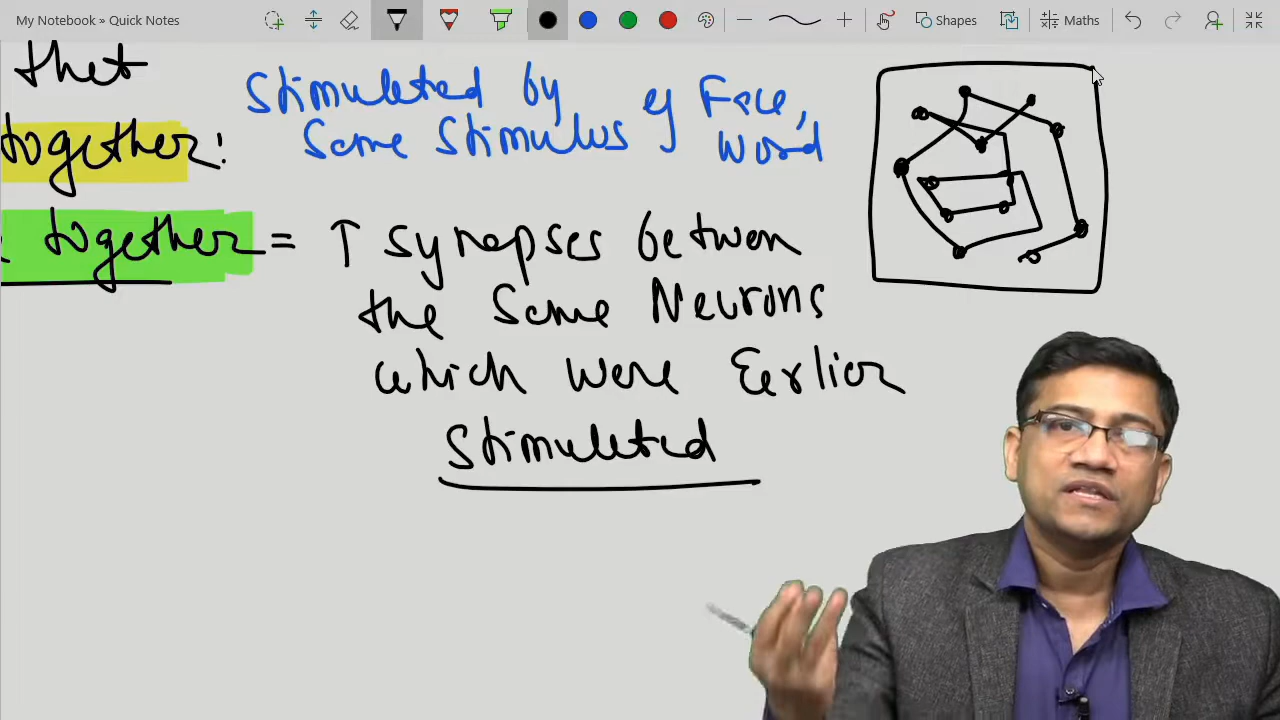 My Notebook » Quick Notes
Shapes
Maths
that
together:
Stimulated by
Same Stimulus
eg Face,
Word
together = ↑ synapses between
the Same Neurons
which were Earlier
Stimulated